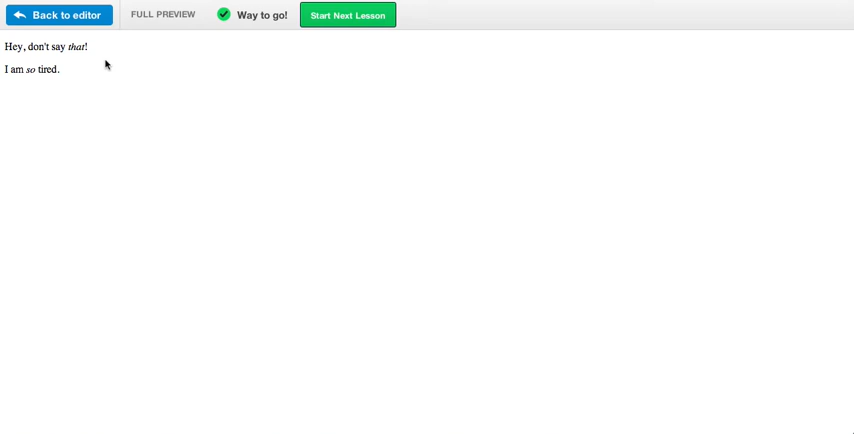 Back to editor FULL PREVIEW Way to go! Start Next Lesson
Hey, don't say that!
I am so tired.